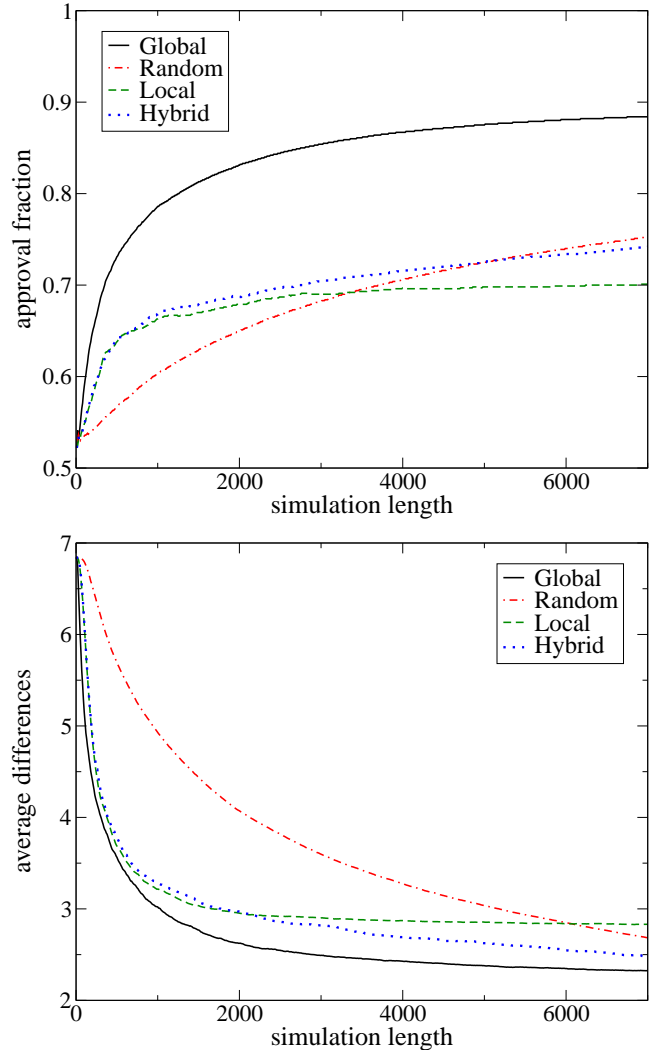 1
0.9
0.8
0.7
0.6
0.5
approval fraction
Global
Random
Local
Hybrid
0 2000 4000 6000
simulation length
7
6
5
4
3
2
average differences
Global
Random
Local
Hybrid
0 2000 4000 6000
simulation length